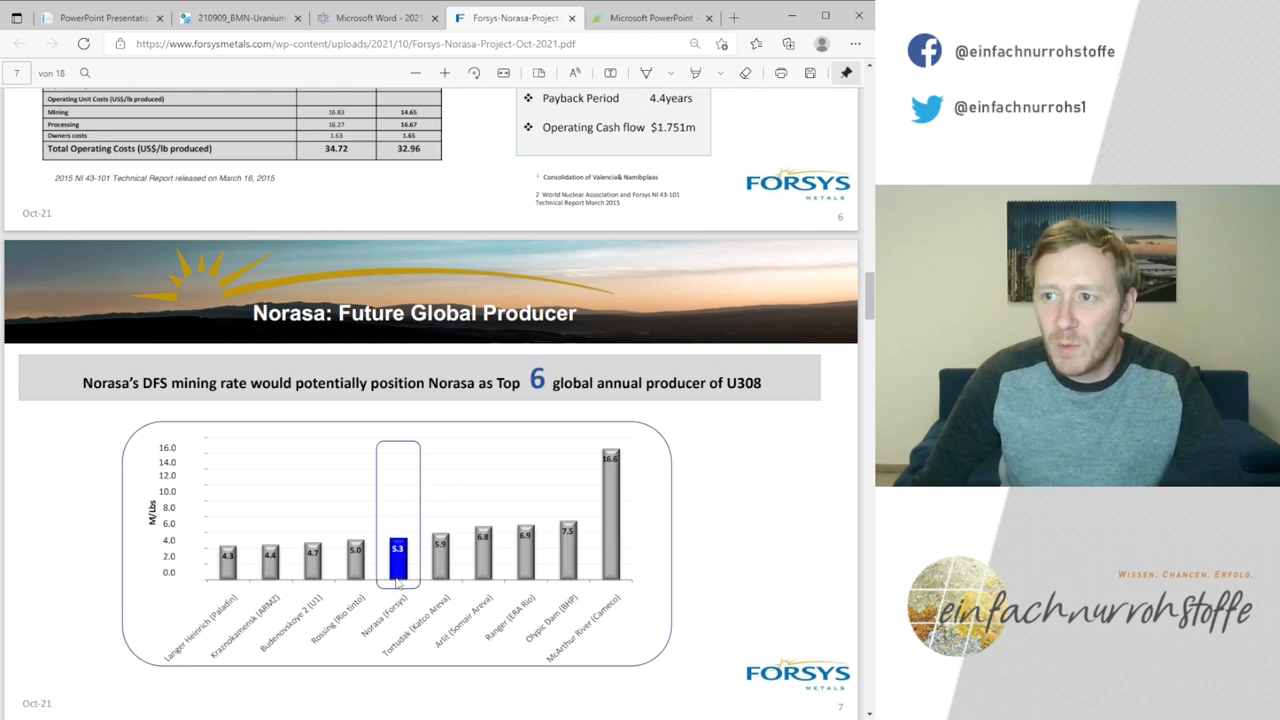 PowerPoint Presentati
210909_BMN-Uranium
Microsoft Word - 2021
Forsys-Norasa-Project-
Microsoft PowerPoint -
https://www.forsysmetals.com/wp-content/uploads/2021/10/Forsys-Norasa-Project-Oct-2021.pdf
7 von 18
Operating Unit Costs (US$/lb produced)
Mining 16.83 14.65
Processing 16.27 16.67
Owners costs 1.63 1.65
Total Operating Costs (US$/lb produced) 34.72 32.96
2015 NI 43-101 Technical Report released on March 16, 2015
Payback Period 4.4years
Operating Cash flow $1.751m
1 Consolidation of Valencia& Namibplaas
2 World Nuclear Association and Forsys NI 43-101
Technical Report March 2015
FORSYS
METALS
Oct-21
6
Norasa: Future Global Producer
Norasa's DFS mining rate would potentially position Norasa as Top 6 global annual producer of U308
M/Lbs
16.0
14.0
12.0
10.0
8.0
6.0
4.0
2.0
0.0
4.3
4.4
4.7
5.0
5.3
5.9
6.8
6.9
7.5
16.6
Langer Heinrich (Paladin)
Budenovoye 2 (U1)
Rossing (Rio tinto)
Norasa (Forsys)
Tortudak (Katco Areva)
Arlit (Somair Areva)
Ranger (ERA Rio)
Olypic Dam (BHP)
McArthur River (Cameco)
FORSYS
METALS
Oct-21
7
@einfachnurrohstoffe
@einfachnurrohs1
Wissen. Chancen. Erfolg.
einfachnurrohstoffe